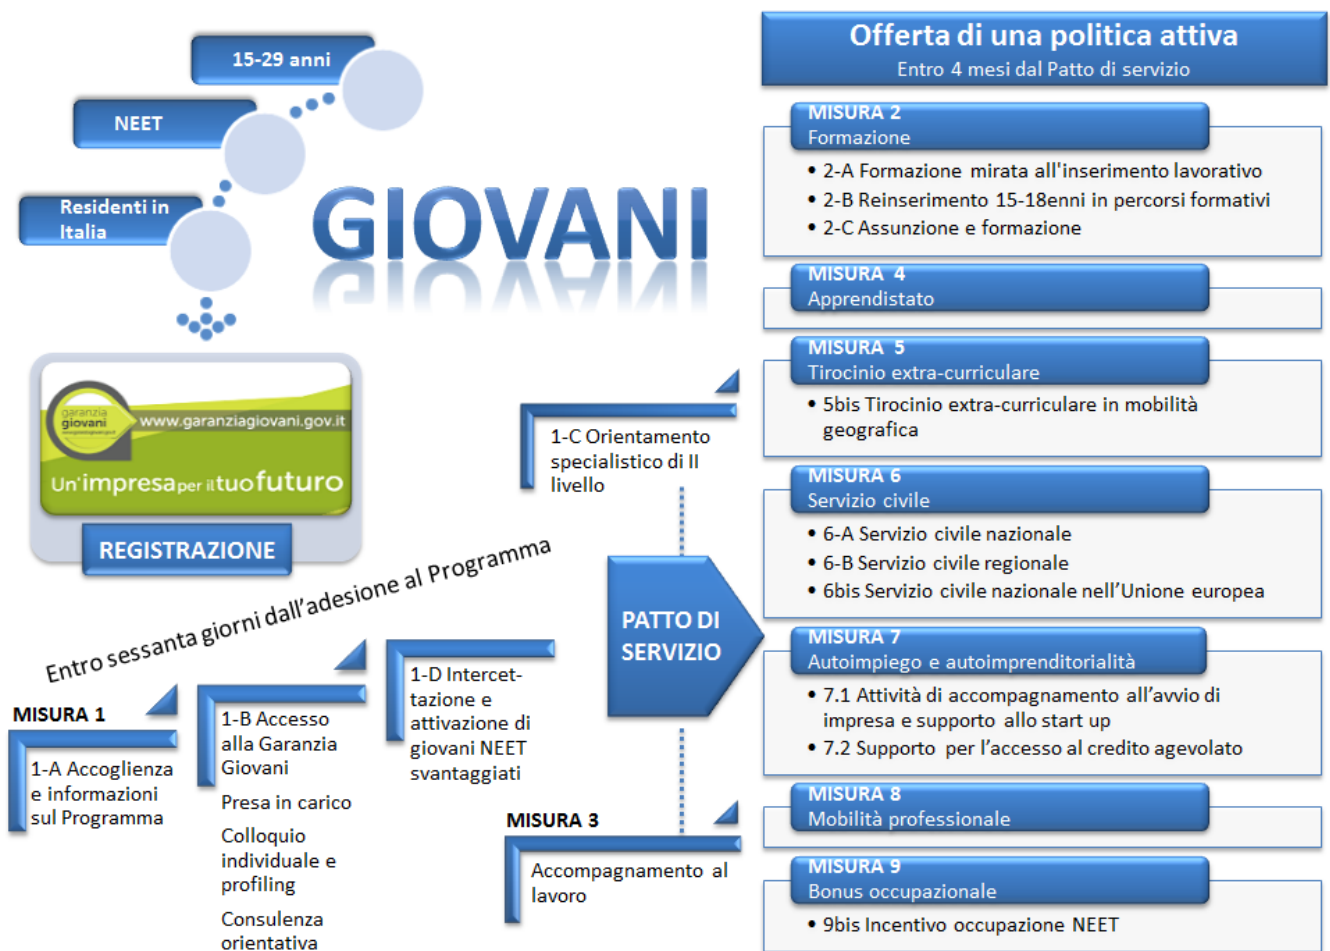 15-29 anni
NEET
Residenti in
Italia
GIOVANI
garanzia
giovani
www.garanziagiovani.gov.it
Un'impresa per il tuo futuro
REGISTRAZIONE
Entro sessanta giorni dall'adesione al Programma
MISURA 1
1-A Accoglienza
e informazioni
sul Programma
1-B Accesso
alla Garanzia
Giovani
Presa in carico
Colloquio
individuale e
profiling
Consulenza
orientativa
1-D Intercet-
tazione e
attivazione di
giovani NEET
svantaggiati
1-C Orientamento
specialistico di II
livello
PATTO DI
SERVIZIO
MISURA 3
Accompagnamento al
lavoro
Offerta di una politica attiva
Entro 4 mesi dal Patto di servizio
MISURA 2
Formazione
• 2-A Formazione mirata all'inserimento lavorativo
• 2-B Reinserimento 15-18enni in percorsi formativi
• 2-C Assunzione e formazione
MISURA 4
Apprendistato
MISURA 5
Tirocinio extra-curriculare
• 5bis Tirocinio extra-curriculare in mobilità
geografica
MISURA 6
Servizio civile
• 6-A Servizio civile nazionale
• 6-B Servizio civile regionale
• 6bis Servizio civile nazionale nell'Unione europea
MISURA 7
Autoimpiego e autoimprenditorialità
• 7.1 Attività di accompagnamento all'avvio di
impresa e supporto allo start up
• 7.2 Supporto per l'accesso al credito agevolato
MISURA 8
Mobilità professionale
MISURA 9
Bonus occupazionale
• 9bis Incentivo occupazione NEET